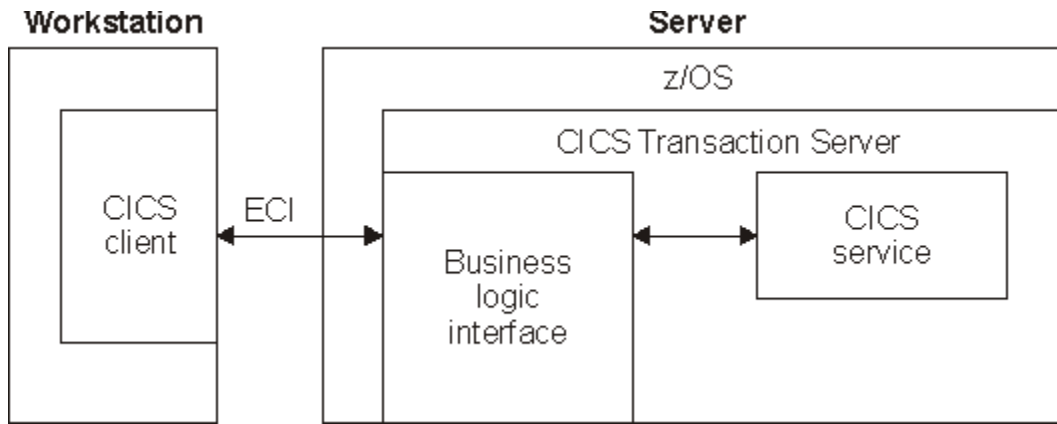 Workstation
Server
z/OS
CICS Transaction Server
CICS
client
ECI
Business
logic
interface
CICS
service